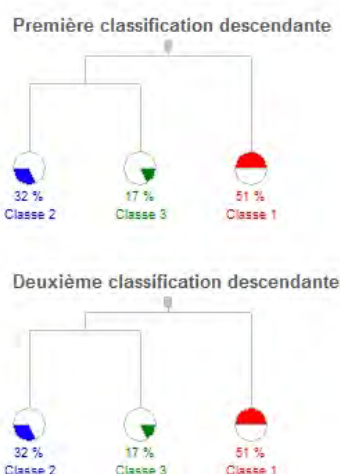 Première classification descendante
32 % 17 % 51 %
Classe 2 Classe 3 Classe 1
Deuxième classification descendante
32 % 17 % 51 %
Classe 2 Classe 3 Classe 1